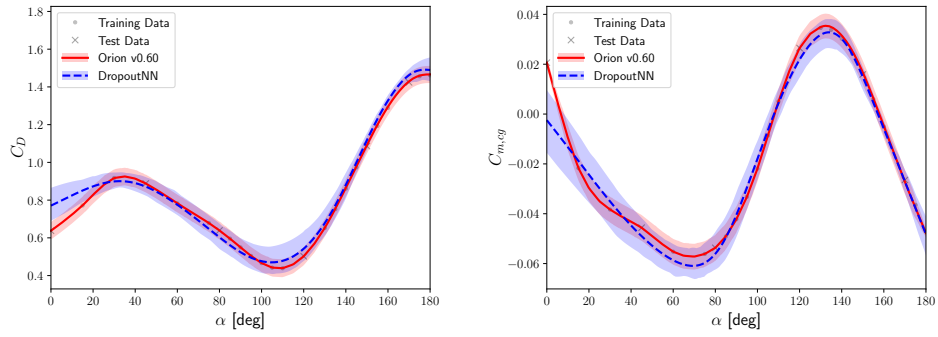 1.8
1.6
1.4
1.2
1.0
0.8
0.6
0.4
C_D
0 20 40 60 80 100 120 140 160 180
α [deg]
Training Data
Test Data
Orion v0.60
DropoutNN
0.04
0.02
0.00
−0.02
−0.04
−0.06
C_{m,cg}
0 20 40 60 80 100 120 140 160 180
α [deg]
Training Data
Test Data
Orion v0.60
DropoutNN